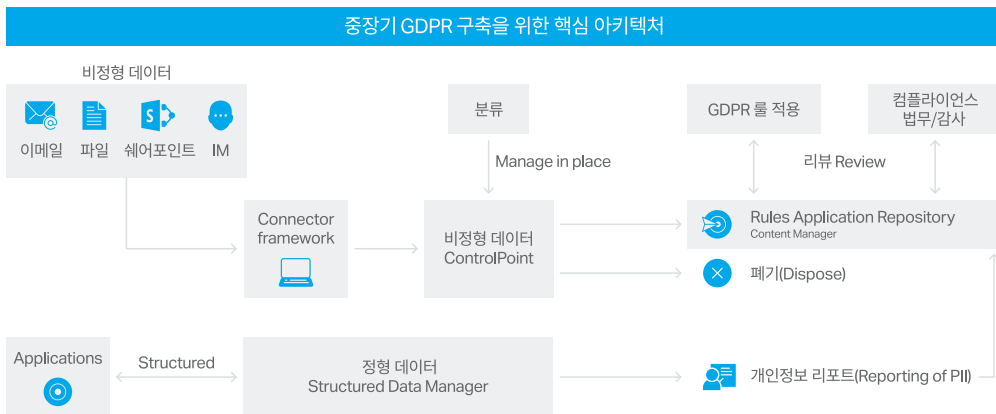 중장기 GDPR 구축을 위한 핵심 아키텍처
비정형 데이터
이메일
파일
쉐어포인트
IM
분류
GDPR 룰 적용
컴플라이언스
법무/감사
Manage in place
리뷰 Review
Connector
framework
비정형 데이터
ControlPoint
Rules Application Repository
Content Manager
폐기(Dispose)
Applications
Structured
정형 데이터
Structured Data Manager
개인정보 리포트(Reporting of PII)